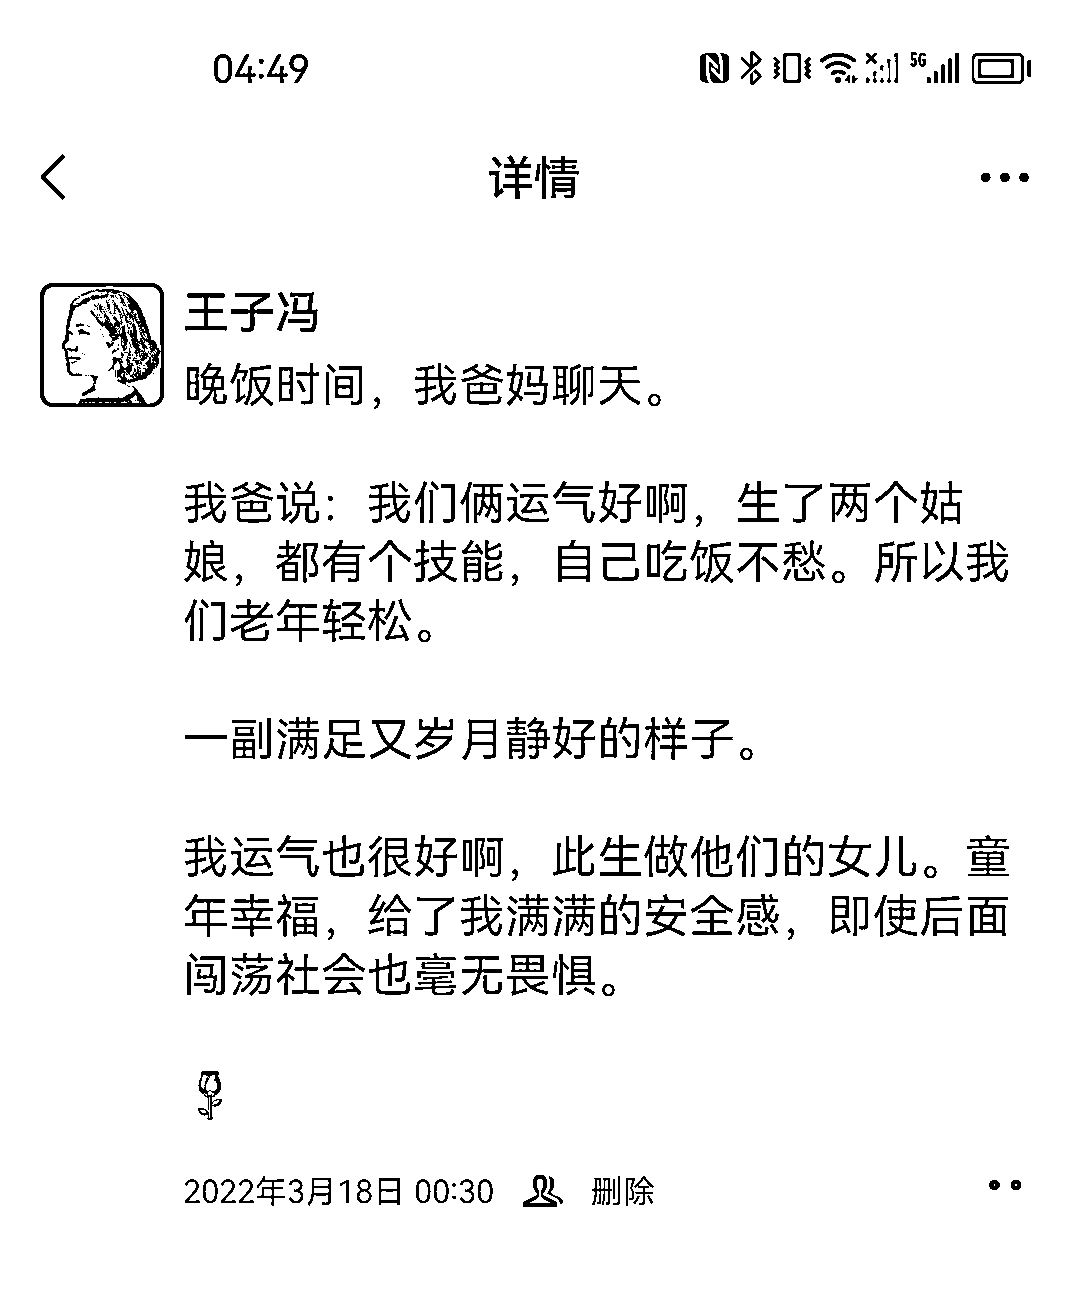 04:49
5G
详情
王子冯
晚饭时间，我爸妈聊天。
我爸说：我们俩运气好啊，生了两个姑
娘，都有个技能，自己吃饭不愁。所以我
们老年轻松。
一副满足又岁月静好的样子。
我运气也很好啊，此生做他们的女儿。童
年幸福，给了我满满的安全感，即使后面
闯荡社会也毫无畏惧。
2022年3月18日 00:30 删除